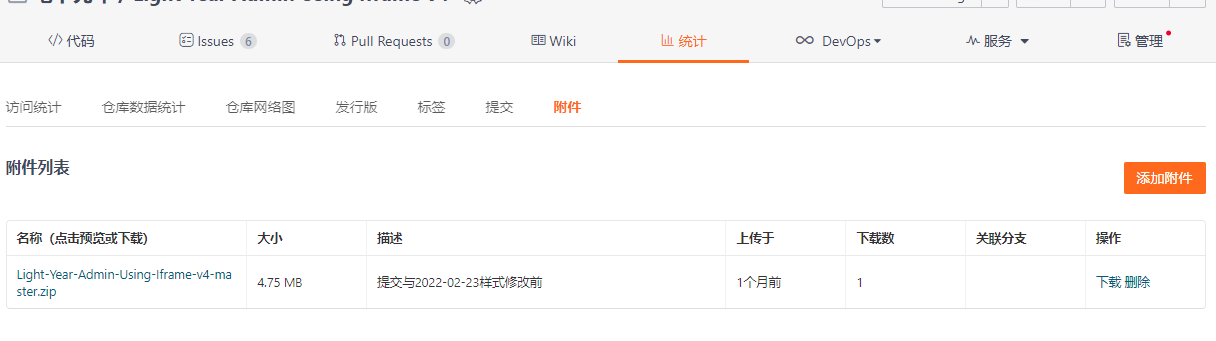 / Light-Year-Admin-Using-Iframe-v4
代码 Issues 6 Pull Requests 0 Wiki 统计 DevOps 服务 管理
访问统计 仓库数据统计 仓库网络图 发行版 标签 提交 附件
附件列表
添加附件
名称（点击预览或下载） 大小 描述 上传于 下载数 关联分支 操作
Light-Year-Admin-Using-Iframe-v4-ma
ster.zip
4.75 MB 提交与2022-02-23样式修改前 1个月前 1 下载 删除